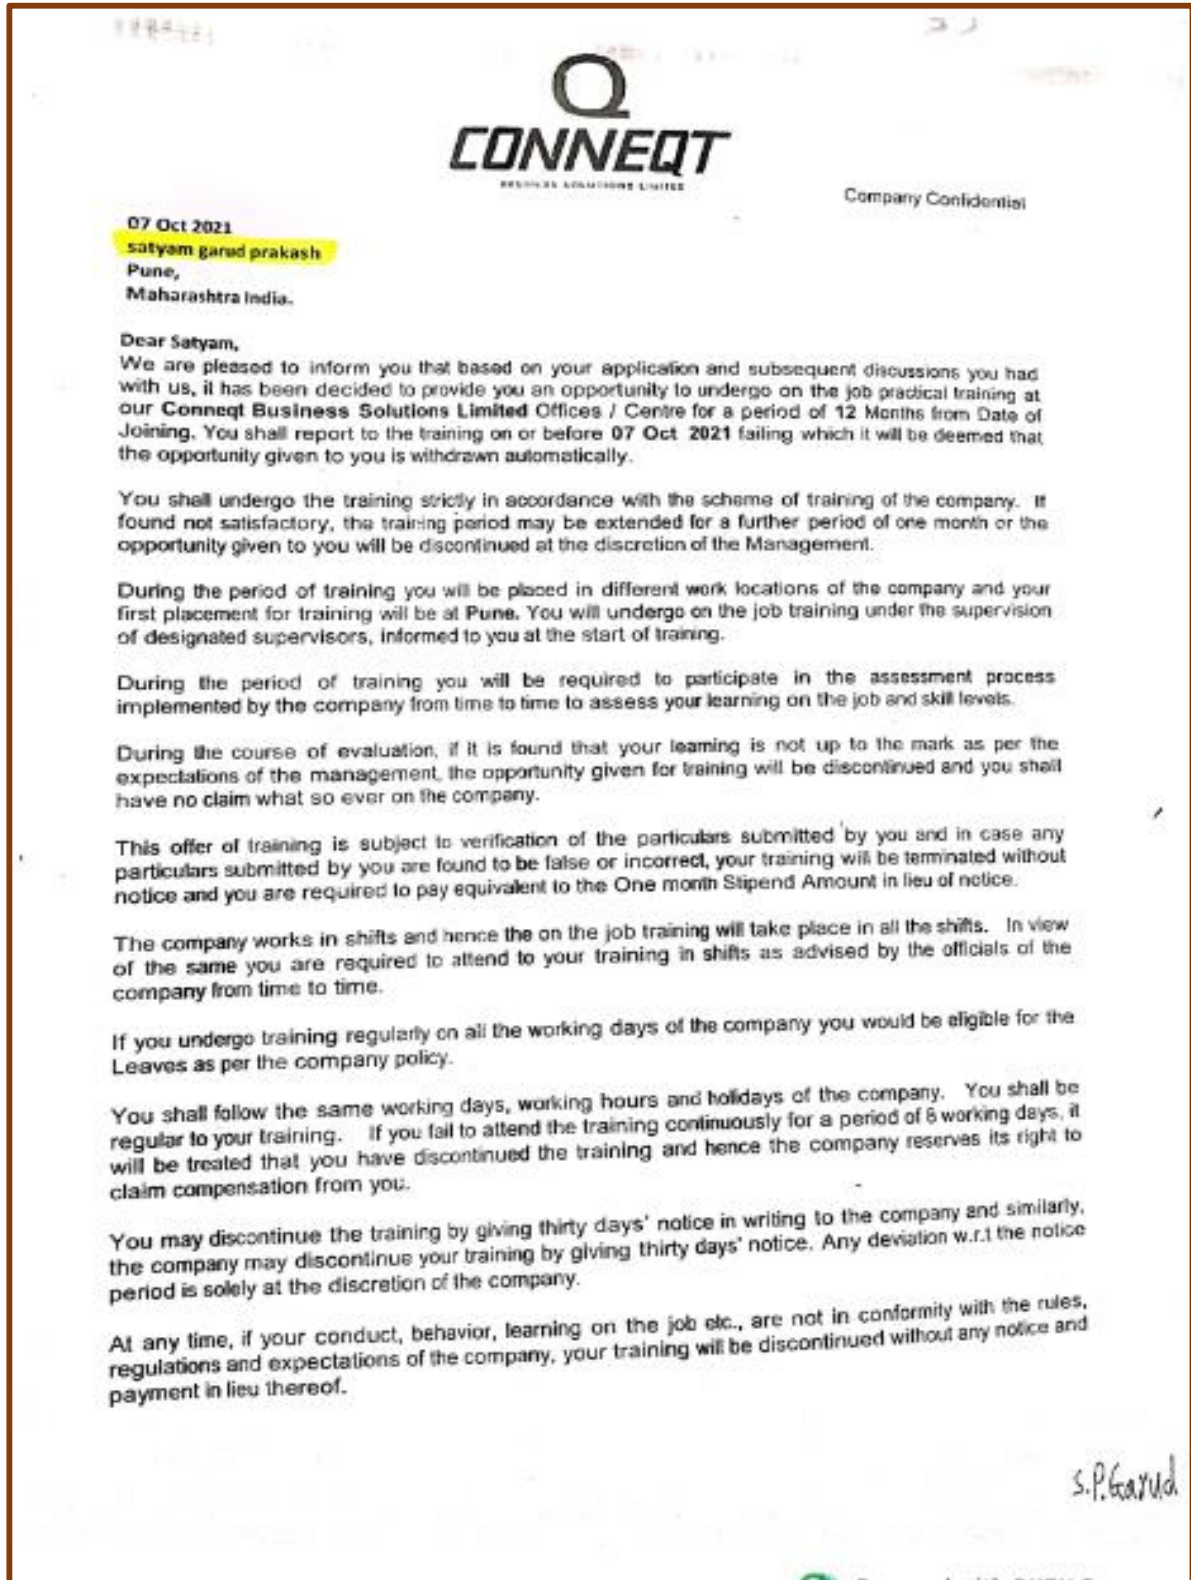 Q
CONNEQT
BUSINESS SOLUTIONS LIMITED
Company Confidential
07 Oct 2021
satyam garud prakash
Pune,
Maharashtra India.
Dear Satyam,
We are pleased to inform you that based on your application and subsequent discussions you had
with us, it has been decided to provide you an opportunity to undergo on the job practical training at
our Conneqt Business Solutions Limited Offices / Centre for a period of 12 Months from Date of
Joining. You shall report to the training on or before 07 Oct 2021 failing which it will be deemed that
the opportunity given to you is withdrawn automatically.
You shall undergo the training strictly in accordance with the scheme of training of the company. If
found not satisfactory, the training period may be extended for a further period of one month or the
opportunity given to you will be discontinued at the discretion of the Management.
During the period of training you will be placed in different work locations of the company and your
first placement for training will be at Pune. You will undergo on the job training under the supervision
of designated supervisors, informed to you at the start of training.
During the period of training you will be required to participate in the assessment process
implemented by the company from time to time to assess your learning on the job and skill levels.
During the course of evaluation, if it is found that your learning is not up to the mark as per the
expectations of the management, the opportunity given for training will be discontinued and you shall
have no claim what so ever on the company.
This offer of training is subject to verification of the particulars submitted by you and in case any
particulars submitted by you are found to be false or incorrect, your training will be terminated without
notice and you are required to pay equivalent to the One month Stipend Amount in lieu of notice.
The company works in shifts and hence the on the job training will take place in all the shifts. In view
of the same you are required to attend to your training in shifts as advised by the officials of the
company from time to time.
If you undergo training regularly on all the working days of the company you would be eligible for the
Leaves as per the company policy.
You shall follow the same working days, working hours and holidays of the company. You shall be
regular to your training. If you fail to attend the training continuously for a period of 6 working days, it
will be treated that you have discontinued the training and hence the company reserves its right to
claim compensation from you.
You may discontinue the training by giving thirty days' notice in writing to the company and similarly,
the company may discontinue your training by giving thirty days' notice. Any deviation w.r.t the notice
period is solely at the discretion of the company.
At any time, if your conduct, behavior, learning on the job etc., are not in conformity with the rules,
regulations and expectations of the company, your training will be discontinued without any notice and
payment in lieu thereof.
S.P.Garud